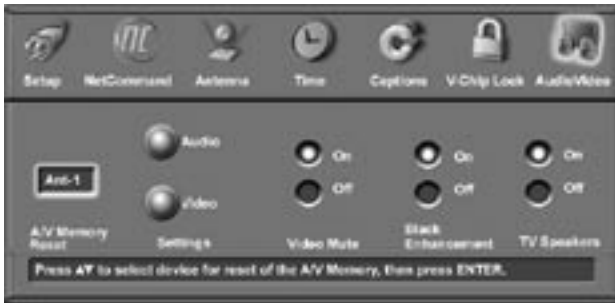 Setup NetCommand Antenna Time Captions V-Chip Lock Audio/Video
Audio
On On On
Ant-1
Off Off Off
Video
A/V Memory
Reset
Settings
Video Mute
Black
Enhancement
TV Speakers
Press ▲▼ to select device for reset of the A/V Memory, then press ENTER.